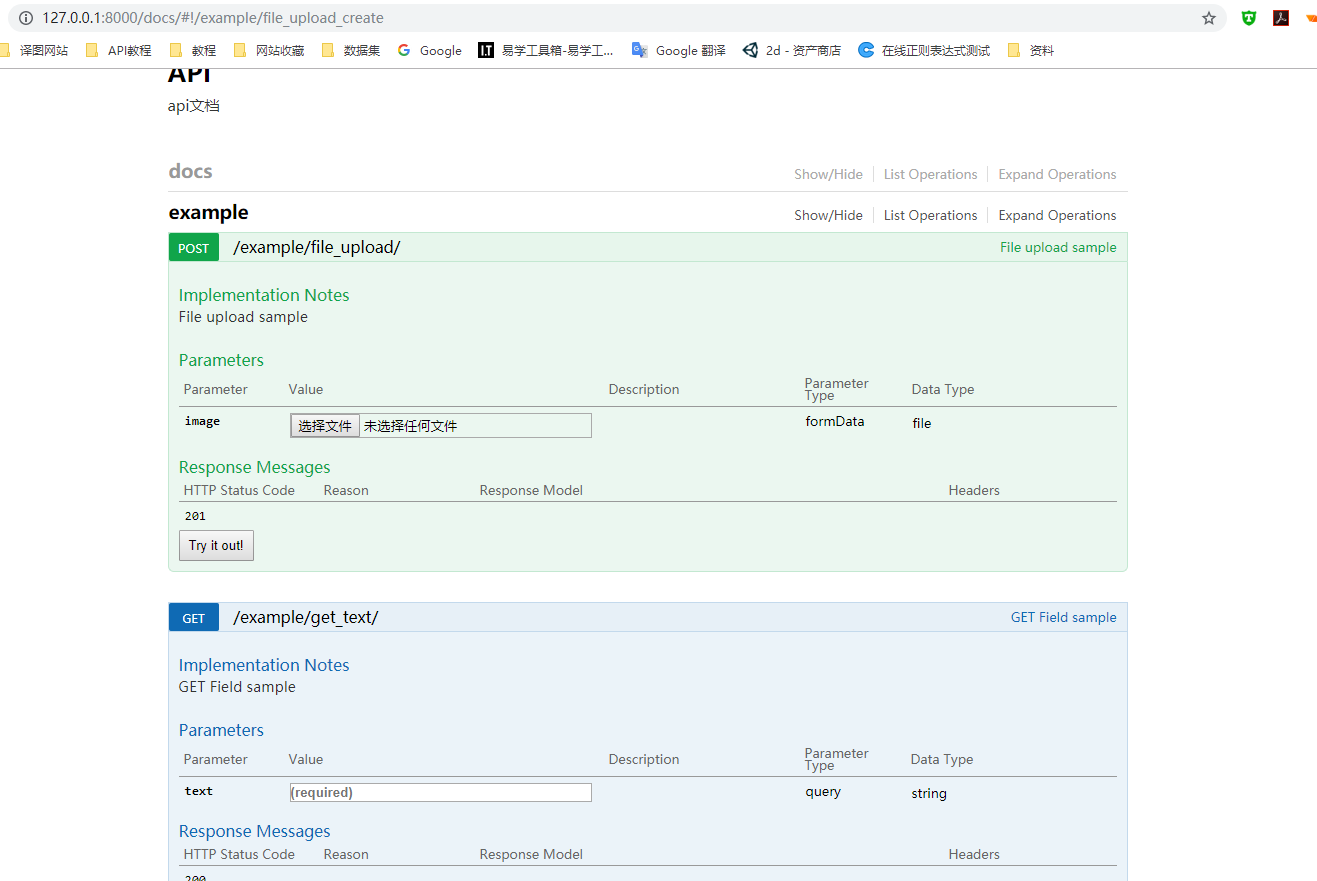 127.0.0.1:8000/docs/#!/example/file_upload_create
译图网站 API教程 教程 网站收藏 数据集 Google 易学工具箱-易学工... Google 翻译 2d - 资产商店 在线正则表达式测试 资料
API
api文档
docs Show/Hide List Operations Expand Operations
example Show/Hide List Operations Expand Operations
POST /example/file_upload/ File upload sample
Implementation Notes
File upload sample
Parameters
Parameter Value Description Parameter Type Data Type
image 选择文件 未选择任何文件 formData file
Response Messages
HTTP Status Code Reason Response Model Headers
201
Try it out!
GET /example/get_text/ GET Field sample
Implementation Notes
GET Field sample
Parameters
Parameter Value Description Parameter Type Data Type
text (required) query string
Response Messages
HTTP Status Code Reason Response Model Headers
200